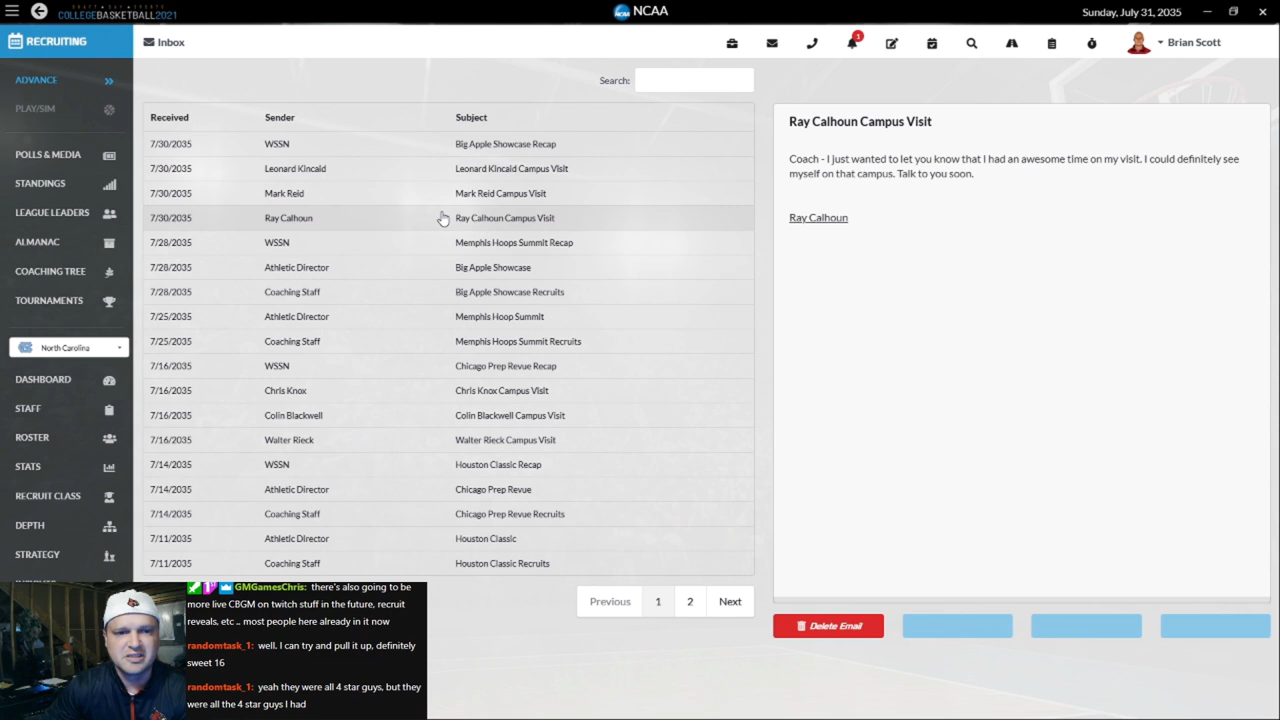 DRAFT DAY SPORTS
COLLEGEBASKETBALL2021
NCAA
Sunday, July 31, 2035
RECRUITING
Inbox
1
Brian Scott
ADVANCE
PLAY/SIM
POLLS & MEDIA
STANDINGS
LEAGUE LEADERS
ALMANAC
COACHING TREE
TOURNAMENTS
North Carolina
DASHBOARD
STAFF
ROSTER
STATS
RECRUIT CLASS
DEPTH
STRATEGY
Search:
Received Sender Subject
7/30/2035 WSSN Big Apple Showcase Recap
7/30/2035 Leonard Kincaid Leonard Kincaid Campus Visit
7/30/2035 Mark Reid Mark Reid Campus Visit
7/30/2035 Ray Calhoun Ray Calhoun Campus Visit
7/28/2035 WSSN Memphis Hoops Summit Recap
7/28/2035 Athletic Director Big Apple Showcase
7/28/2035 Coaching Staff Big Apple Showcase Recruits
7/25/2035 Athletic Director Memphis Hoop Summit
7/25/2035 Coaching Staff Memphis Hoops Summit Recruits
7/16/2035 WSSN Chicago Prep Revue Recap
7/16/2035 Chris Knox Chris Knox Campus Visit
7/16/2035 Colin Blackwell Colin Blackwell Campus Visit
7/16/2035 Walter Rieck Walter Rieck Campus Visit
7/14/2035 WSSN Houston Classic Recap
7/14/2035 Athletic Director Chicago Prep Revue
7/14/2035 Coaching Staff Chicago Prep Revue Recruits
7/11/2035 Athletic Director Houston Classic
7/11/2035 Coaching Staff Houston Classic Recruits
Previous 1 2 Next
Ray Calhoun Campus Visit
Coach - I just wanted to let you know that I had an awesome time on my visit. I could definitely see
myself on that campus. Talk to you soon.
Ray Calhoun
Delete Email
GMGamesChris: there's also going to be
more live CBGM on twitch stuff in the future, recruit
reveals, etc .. most people here already in it now
randomtask_1: well. I can try and pull it up, definitely
sweet 16
randomtask_1: yeah they were all 4 star guys, but they
were all the 4 star guys I had